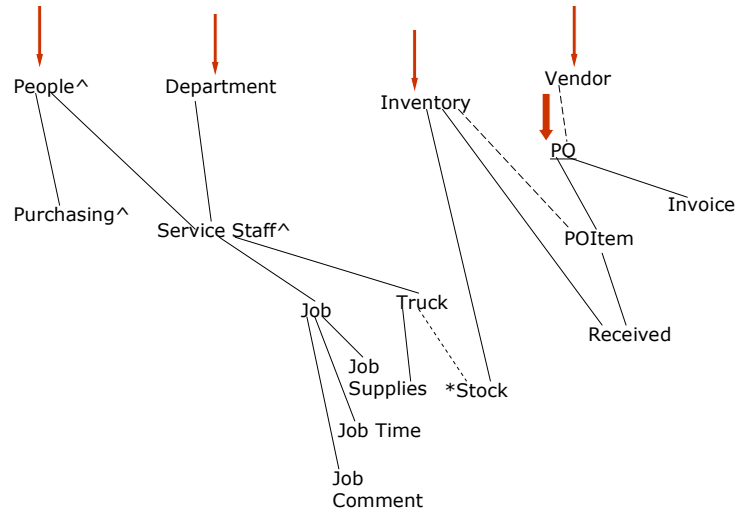 People^
Department
Vendor
Inventory
PO
Purchasing^
Invoice
Service Staff^
POItem
Job
Truck
Received
Job
Supplies
*Stock
Job Time
Job
Comment